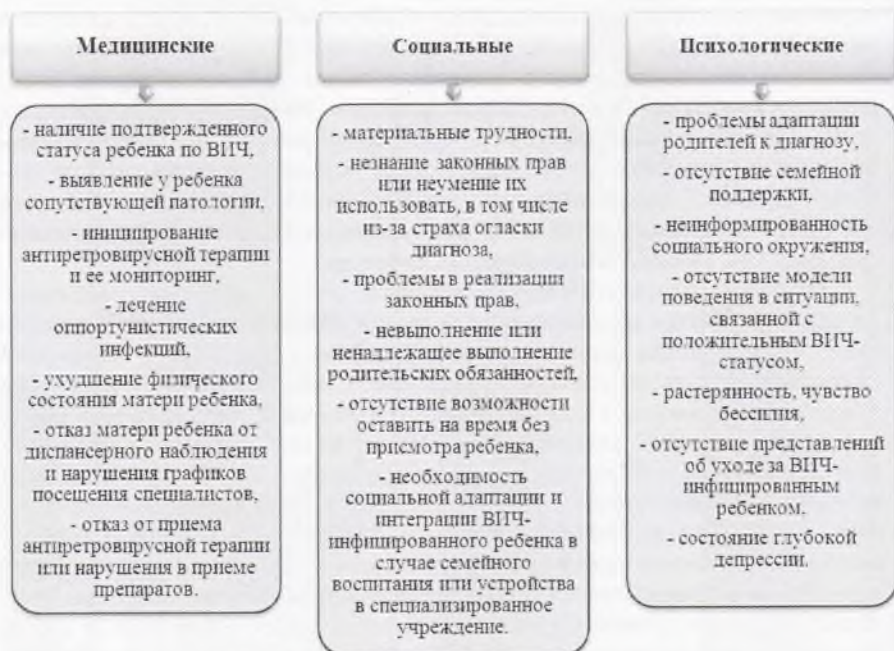 Медицинские
- наличие подтвержденного
статуса ребенка по ВИЧ,
- выявление у ребенка
сопутствующей патологии,
- инициирование
антиретровирусной терапии
и ее мониторинг,
- лечение
оппортунистических
инфекций,
- ухудшение физического
состояния матери ребенка,
- отказ матери ребенка от
диспансерного наблюдения
и нарушения графиков
посещения специалистов,
- отказ от приема
антиретровирусной терапии
или нарушения в приеме
препаратов.
Социальные
- материальные трудности,
- незнание законных прав
или неумение их
использовать, в том числе
из-за страха огласки
диагноза,
- проблемы в реализации
законных прав,
- невыполнение или
ненадлежащее выполнение
родительских обязанностей,
- отсутствие возможности
оставить на время без
присмотра ребенка,
- необходимость
социальной адаптации и
интеграции ВИЧ-
инфицированного ребенка в
случае семейного
воспитания или устройства
в специализированное
учреждение.
Психологические
- проблемы адаптации
родителей к диагнозу,
- отсутствие семейной
поддержки,
- неинформированность
социального окружения,
- отсутствие модели
поведения в ситуации,
связанной с
положительным ВИЧ-
статусом,
- растерянность, чувство
бессилия,
- отсутствие представлений
об уходе за ВИЧ-
инфицированным
ребенком,
- состояние глубокой
депрессии.